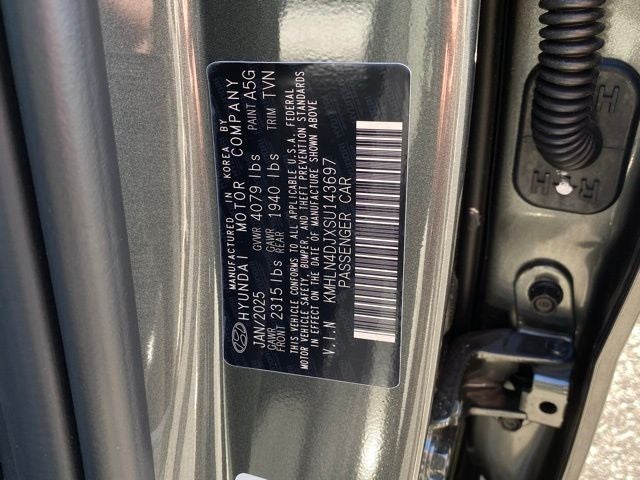 MANUFACTURED IN KOREA BY
HYUNDAI MOTOR COMPANY
JAN/2025 GVWR 4079 lbs PAINT A5G
GAWR FRONT 2315 lbs GAWR REAR 1940 lbs TRIM TVN
THIS VEHICLE CONFORMS TO ALL APPLICABLE U.S.A. FEDERAL
MOTOR VEHICLE SAFETY, BUMPER, AND THEFT PREVENTION STANDARDS
IN EFFECT ON THE DATE OF MANUFACTURE SHOWN ABOVE
V.I.N KMHLN4DJXSU143697
PASSENGER CAR
H
R
H